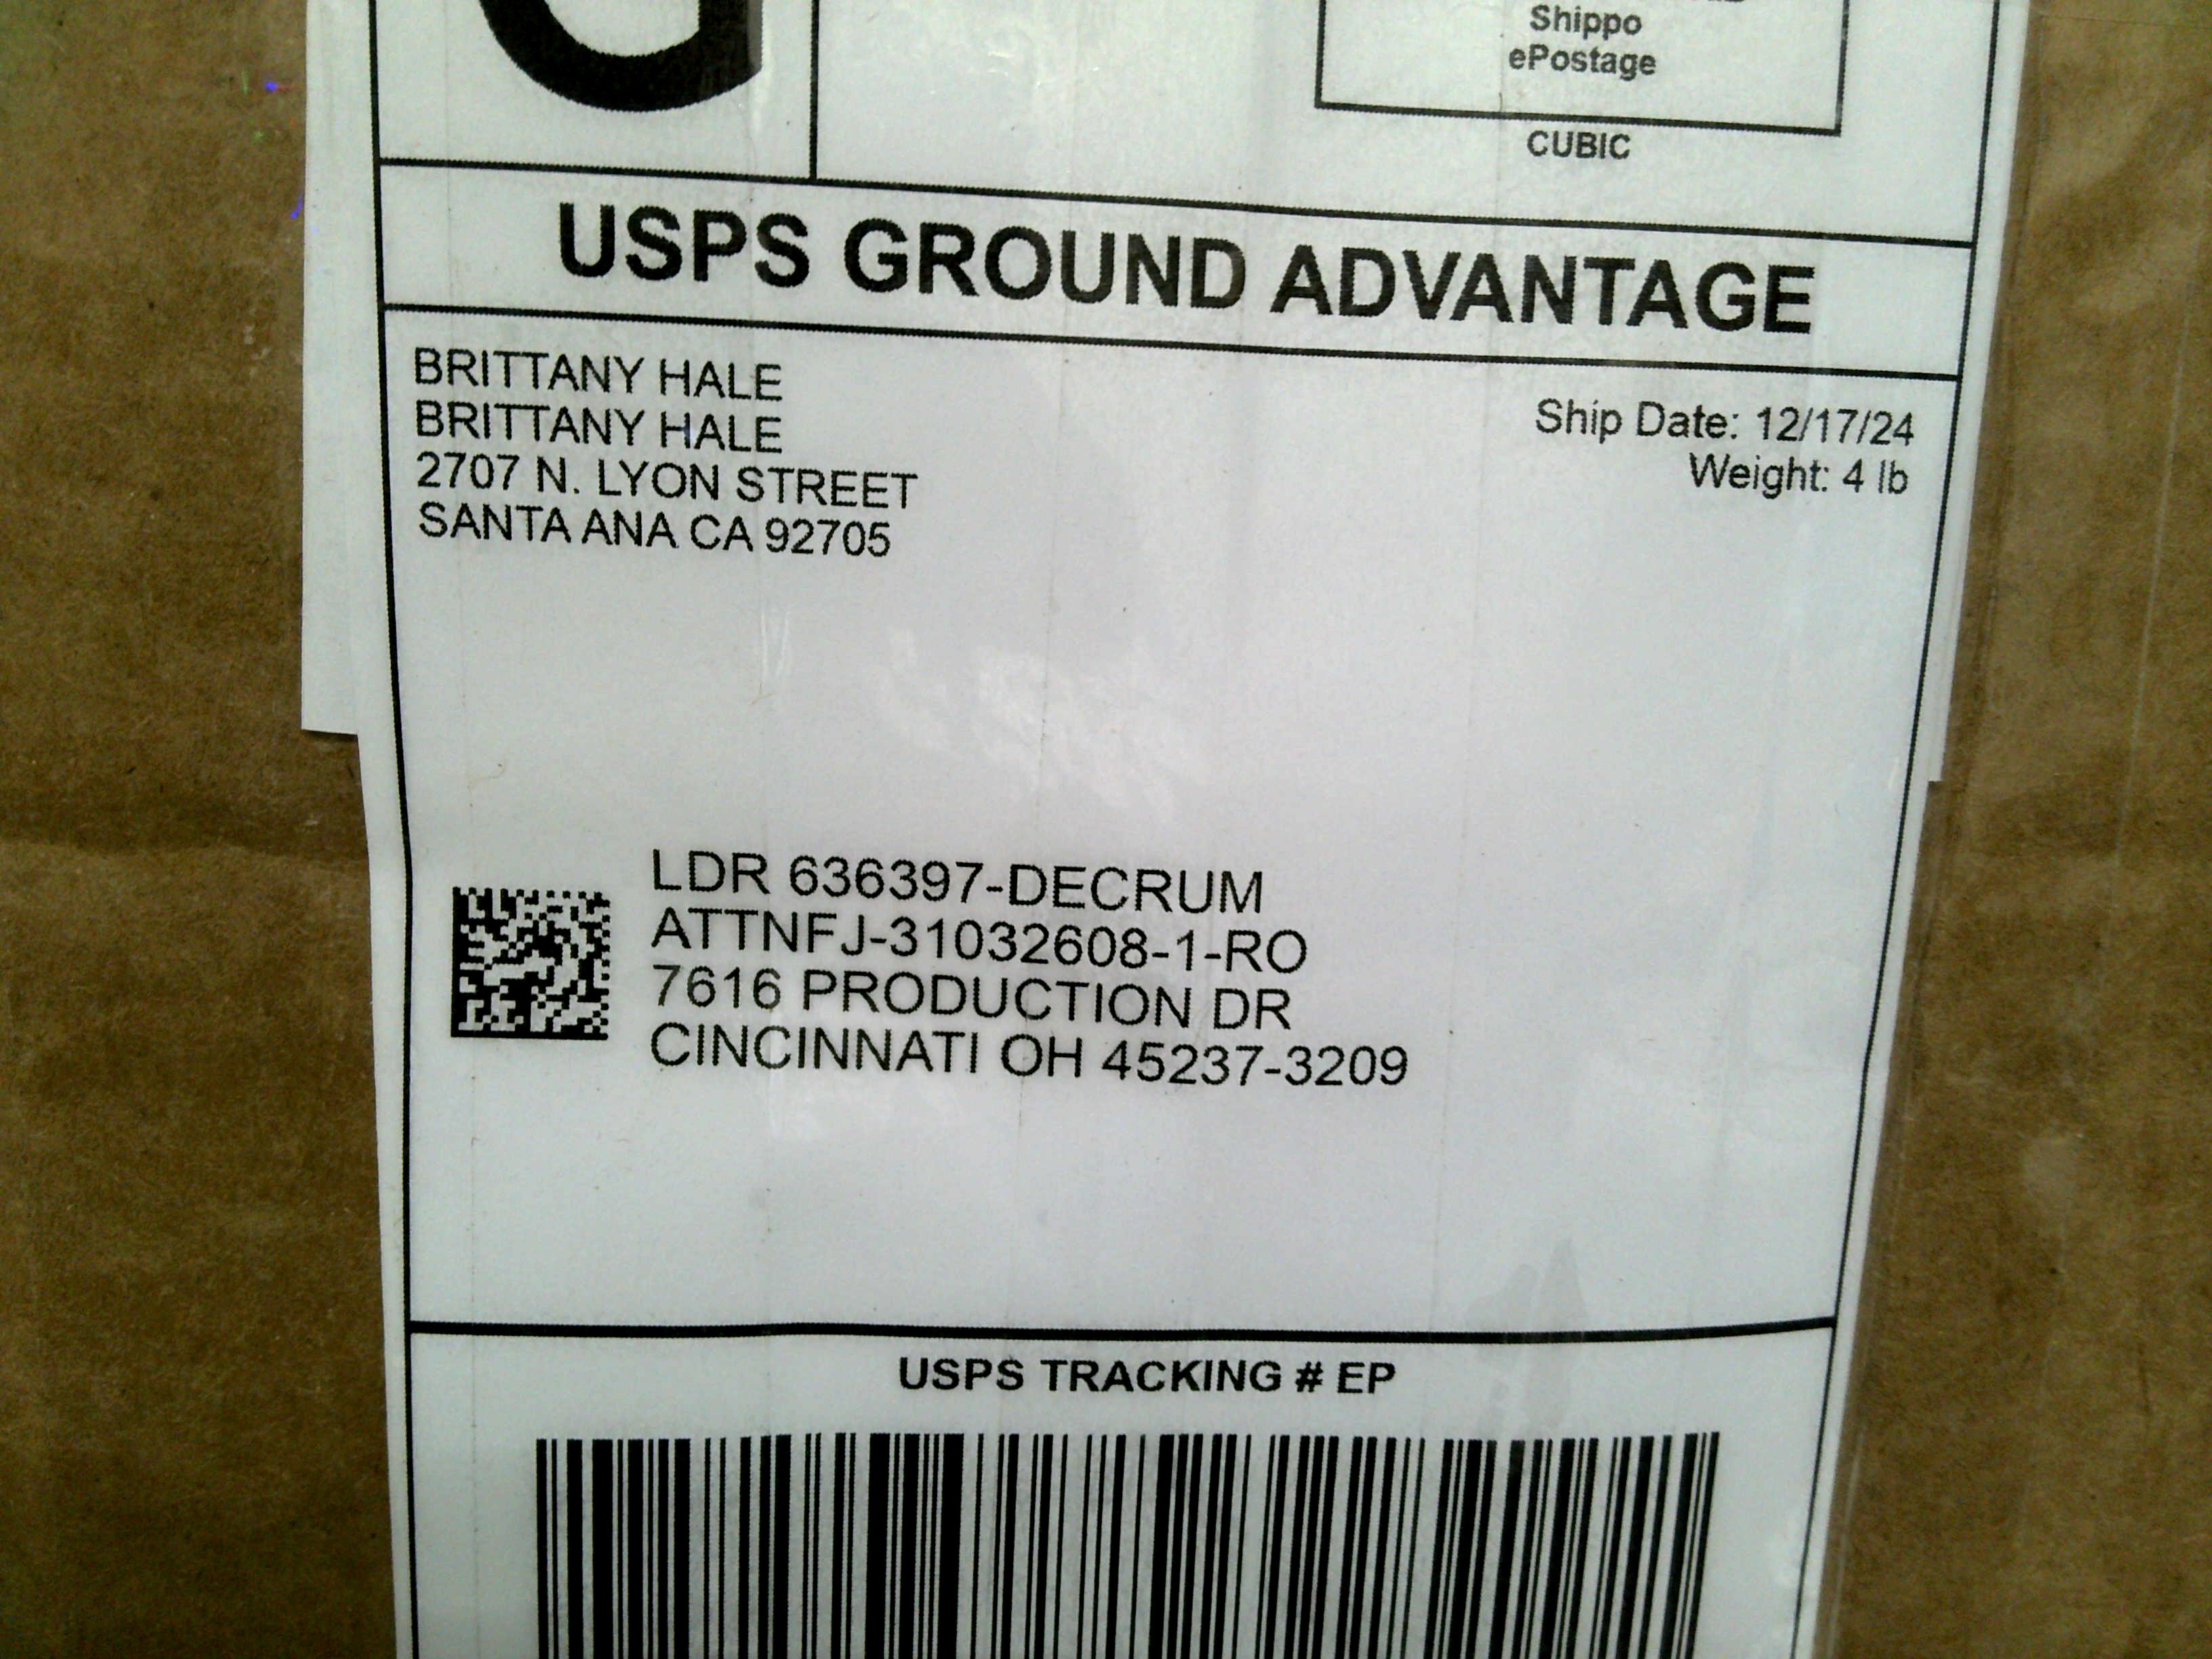 G
Shippo
ePostage
CUBIC
USPS GROUND ADVANTAGE
BRITTANY HALE
BRITTANY HALE
2707 N. LYON STREET
SANTA ANA CA 92705
Ship Date: 12/17/24
Weight: 4 lb
LDR 636397-DECRUM
ATTNFJ-31032608-1-RO
7616 PRODUCTION DR
CINCINNATI OH 45237-3209
USPS TRACKING # EP